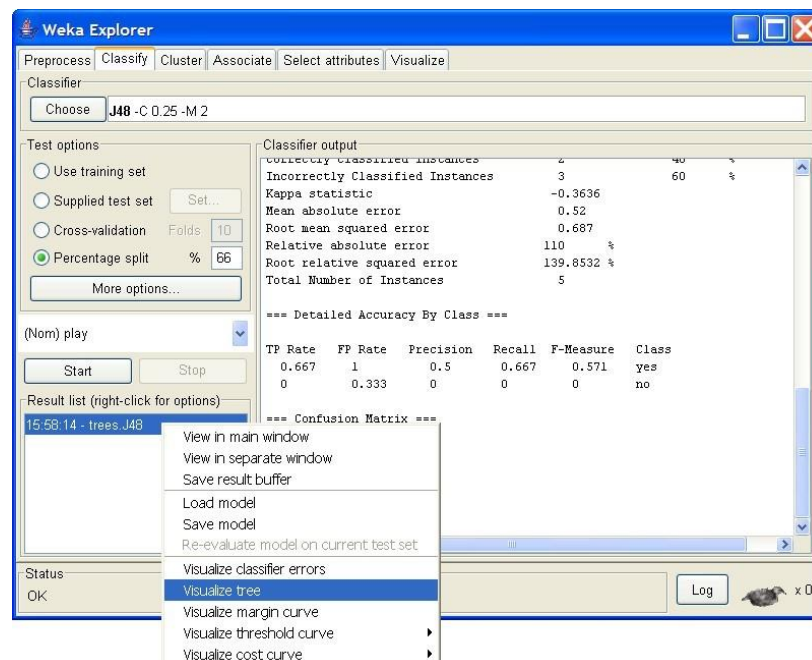 Weka Explorer
Preprocess Classify Cluster Associate Select attributes Visualize
Classifier
Choose J48 -C 0.25 -M 2
Test options
Use training set
Supplied test set Set...
Cross-validation Folds 10
Percentage split % 66
More options...
(Nom) play
Start Stop
Result list (right-click for options)
15:58:14 - trees.J48
Classifier output
Correctly Classified Instances 2 40 %
Incorrectly Classified Instances 3 60 %
Kappa statistic -0.3636
Mean absolute error 0.52
Root mean squared error 0.687
Relative absolute error 110 %
Root relative squared error 139.8532 %
Total Number of Instances 5
=== Detailed Accuracy By Class ===
TP Rate FP Rate Precision Recall F-Measure Class
0.667 1 0.5 0.667 0.571 yes
0 0.333 0 0 0 no
=== Confusion Matrix ===
View in main window
View in separate window
Save result buffer
Load model
Save model
Re-evaluate model on current test set
Visualize classifier errors
Visualize tree
Visualize margin curve
Visualize threshold curve
Visualize cost curve
Status
OK
Log
x 0